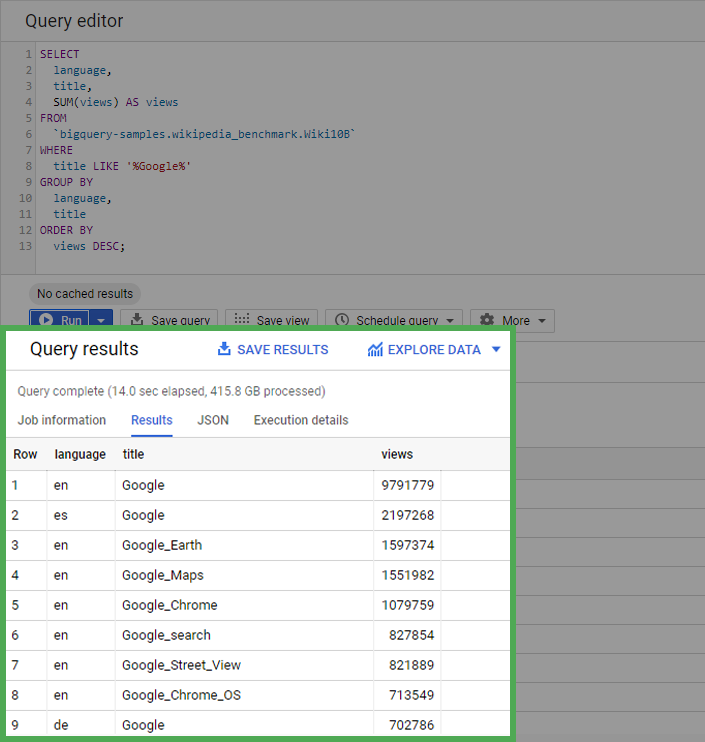 Query editor
1 SELECT
2 language,
3 title,
4 SUM(views) AS views
5 FROM
6 `bigquery-samples.wikipedia_benchmark.Wiki10B`
7 WHERE
8 title LIKE '%Google%'
9 GROUP BY
10 language,
11 title
12 ORDER BY
13 views DESC;
No cached results
Run Save query Save view Schedule query More
Query results SAVE RESULTS EXPLORE DATA
Query complete (14.0 sec elapsed, 415.8 GB processed)
Job information Results JSON Execution details
Row language title views
1 en Google 9791779
2 es Google 2197268
3 en Google_Earth 1597374
4 en Google_Maps 1551982
5 en Google_Chrome 1079759
6 en Google_search 827854
7 en Google_Street_View 821889
8 en Google_Chrome_OS 713549
9 de Google 702786